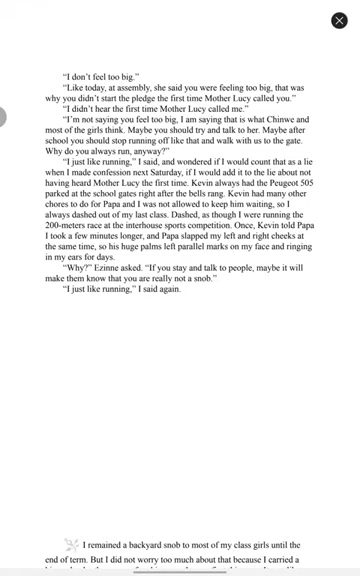 “I don’t feel too big.”
“Like today, at assembly, she said you were feeling too big, that was
why you didn’t start the pledge the first time Mother Lucy called you.”
“I didn’t hear the first time Mother Lucy called me.”
“I’m not saying you feel too big, I am saying that is what Chinwe and
most of the girls think. Maybe you should try and talk to her. Maybe after
school you should stop running off like that and walk with us to the gate.
Why do you always run, anyway?”
“I just like running,” I said, and wondered if I would count that as a lie
when I made confession next Saturday, if I would add it to the lie about not
having heard Mother Lucy the first time. Kevin always had the Peugeot 505
parked at the school gates right after the bells rang. Kevin had many other
chores to do for Papa and I was not allowed to keep him waiting, so I
always dashed out of my last class. Dashed, as though I were running the
200-meters race at the interhouse sports competition. Once, Kevin told Papa
I took a few minutes longer, and Papa slapped my left and right cheeks at
the same time, so his huge palms left parallel marks on my face and ringing
in my ears for days.
“Why?” Ezinne asked. “If you stay and talk to people, maybe it will
make them know that you are really not a snob.”
“I just like running,” I said again.
I remained a backyard snob to most of my class girls until the
end of term. But I did not worry too much about that because I carried a